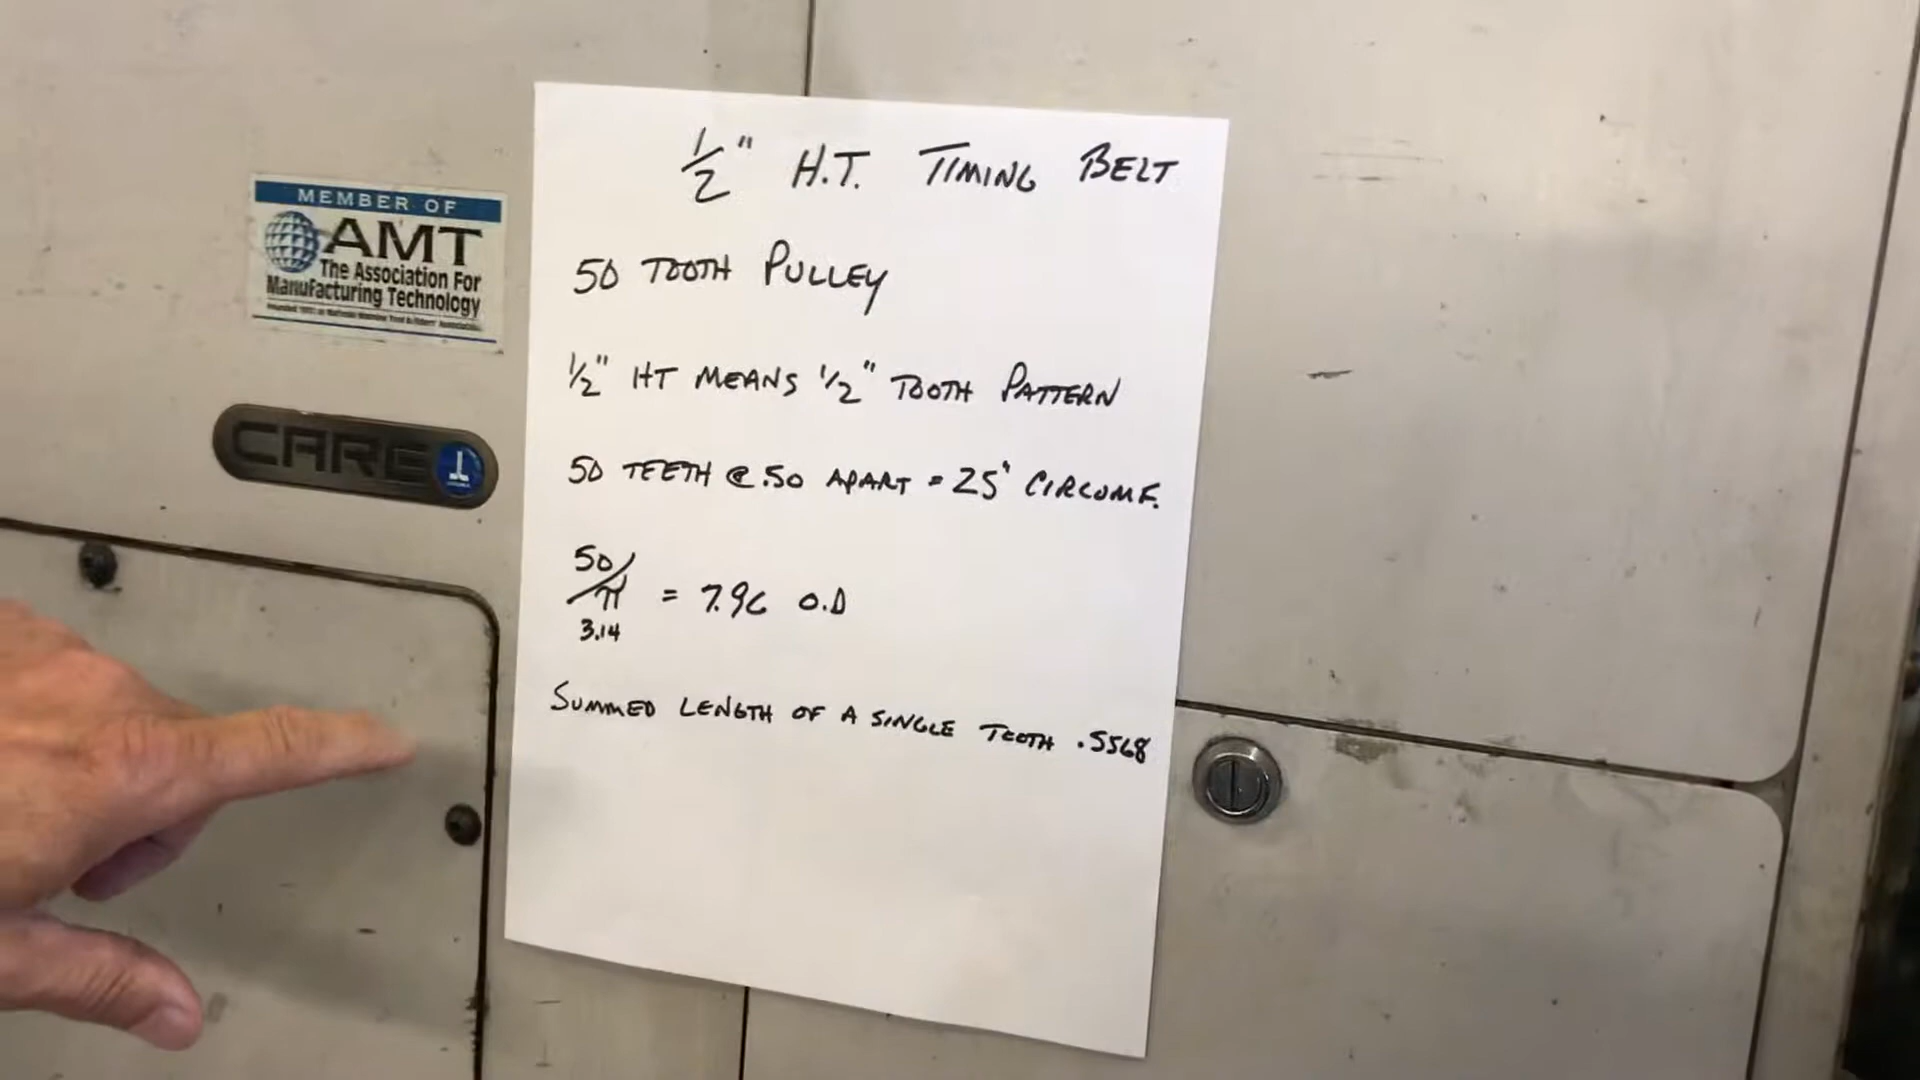 1/2" H.T. TIMING BELT
50 TOOTH PULLEY
1/2" HT MEANS 1/2" TOOTH PATTERN
50 TEETH @ .50 APART = 25" CIRCUMF.
50/π = 7.96 O.D
3.14
SUMMED LENGTH OF A SINGLE TOOTH .5568
MEMBER OF
AMT
The Association For
Manufacturing Technology
CARE